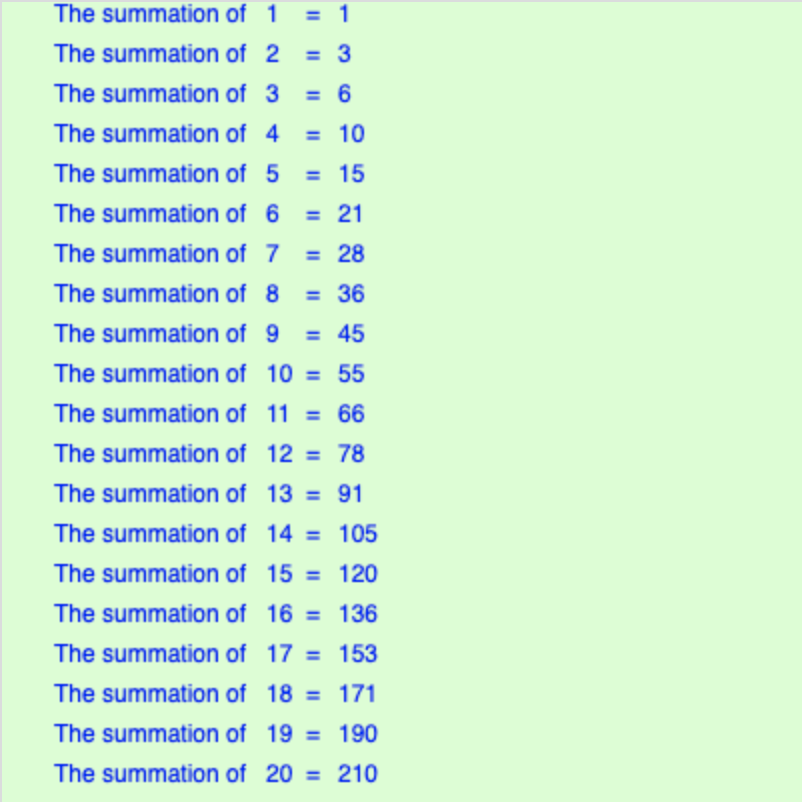 The summation of 1 = 1
The summation of 2 = 3
The summation of 3 = 6
The summation of 4 = 10
The summation of 5 = 15
The summation of 6 = 21
The summation of 7 = 28
The summation of 8 = 36
The summation of 9 = 45
The summation of 10 = 55
The summation of 11 = 66
The summation of 12 = 78
The summation of 13 = 91
The summation of 14 = 105
The summation of 15 = 120
The summation of 16 = 136
The summation of 17 = 153
The summation of 18 = 171
The summation of 19 = 190
The summation of 20 = 210